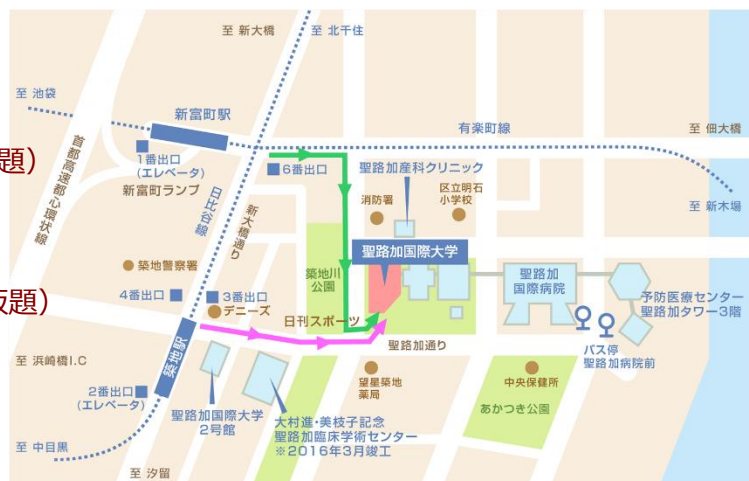 至 新大橋
至 北千住
至 池袋
新富町駅
有楽町線
至 佃大橋
題）
首都高速都心環状線
1番出口
（エレベータ）
6番出口
聖路加産科クリニック
新富町ランプ
日比谷線
新大橋通り
消防署
区立明石
小学校
至 新木場
築地警察署
築地川
公園
聖路加国際大学
聖路加
国際病院
予防医療センター
聖路加タワー3階
題）
4番出口
3番出口
デニーズ
日刊スポーツ
聖路加通り
バス停
聖路加病院前
至 浜崎橋I.C
築地駅
2番出口
（エレベータ）
聖路加国際大学
2号館
大村進・美枝子記念
聖路加臨床学術センター
※2016年3月竣工
望星築地
薬局
中央保健所
あかつき公園
至 中目黒
至 汐留